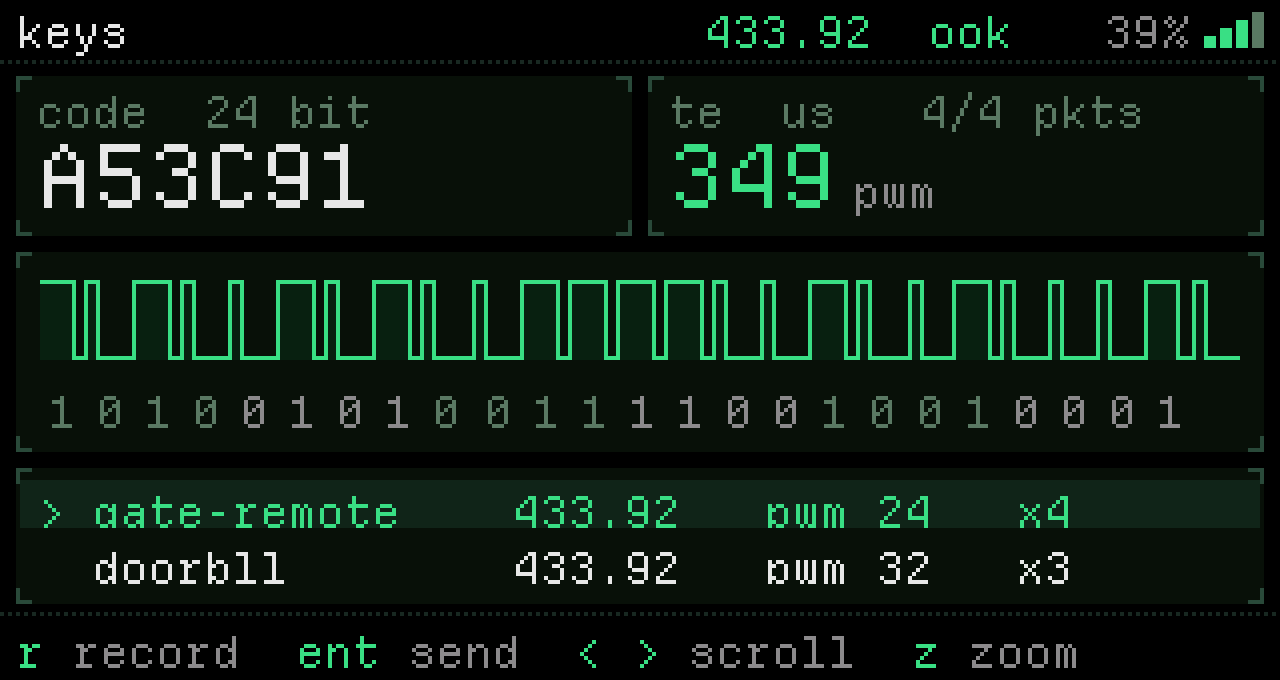 keys 433.92 ook 39%
code 24 bit
A53C91
te us 4/4 pkts
349 pwm
1 0 1 0 0 1 0 1 0 0 1 1 1 1 0 0 1 0 0 1 0 0 0 1
> gate-remote 433.92 pwm 24 x4
doorbll 433.92 pwm 32 x3
r record ent send < > scroll z zoom